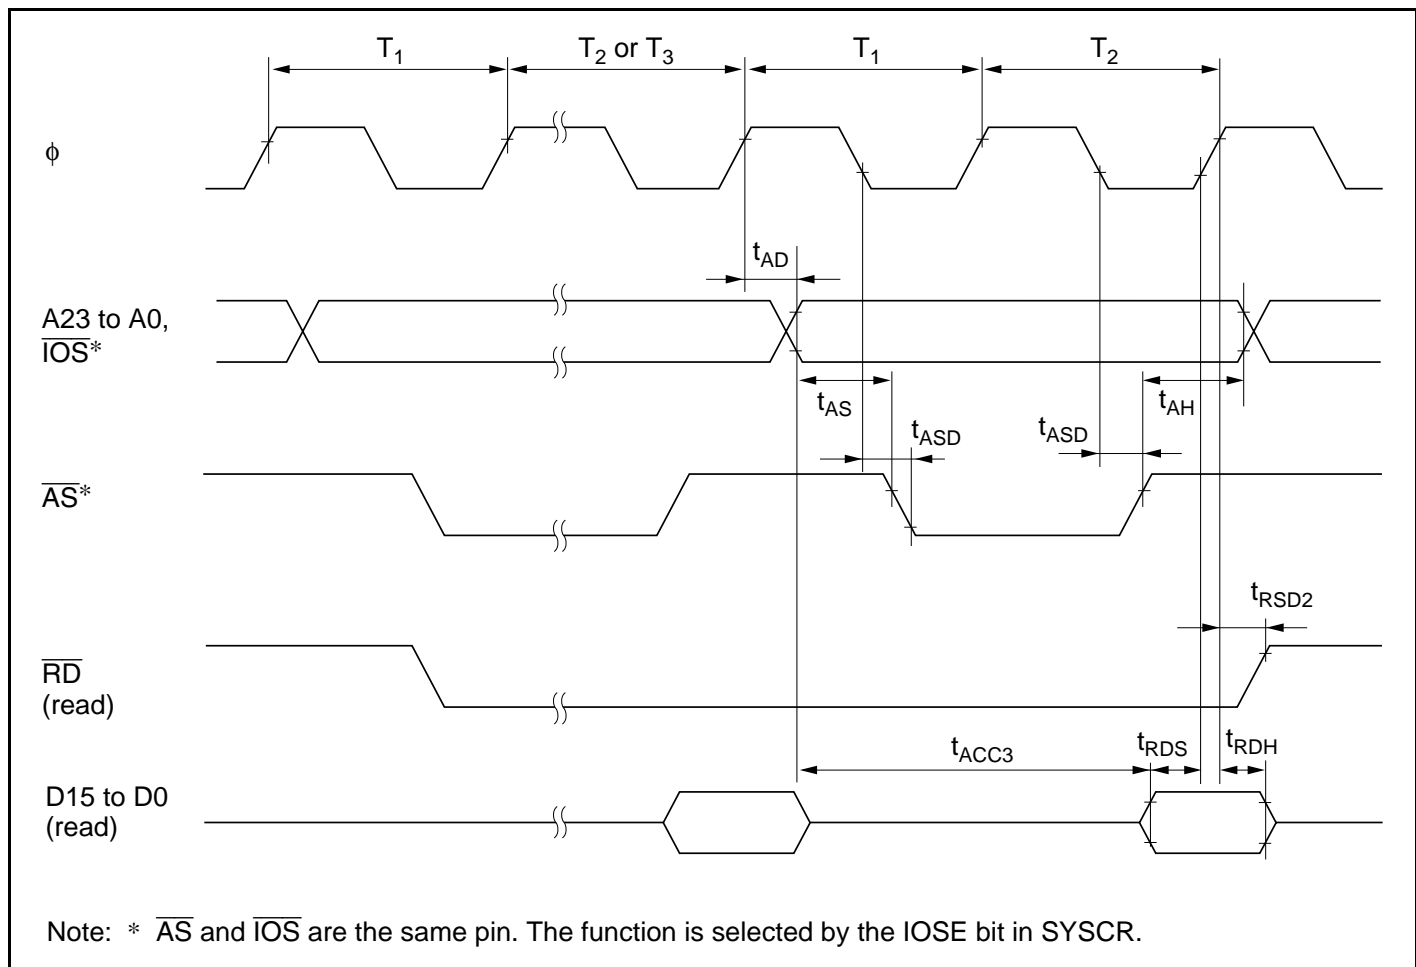 T1 T2 or T3 T1 T2
ϕ
tAD
A23 to A0,
IOS*
tAS tAH
tASD tASD
AS*
tRSD2
RD
(read)
tACC3 tRDS tRDH
D15 to D0
(read)
Note: * AS and IOS are the same pin. The function is selected by the IOSE bit in SYSCR.